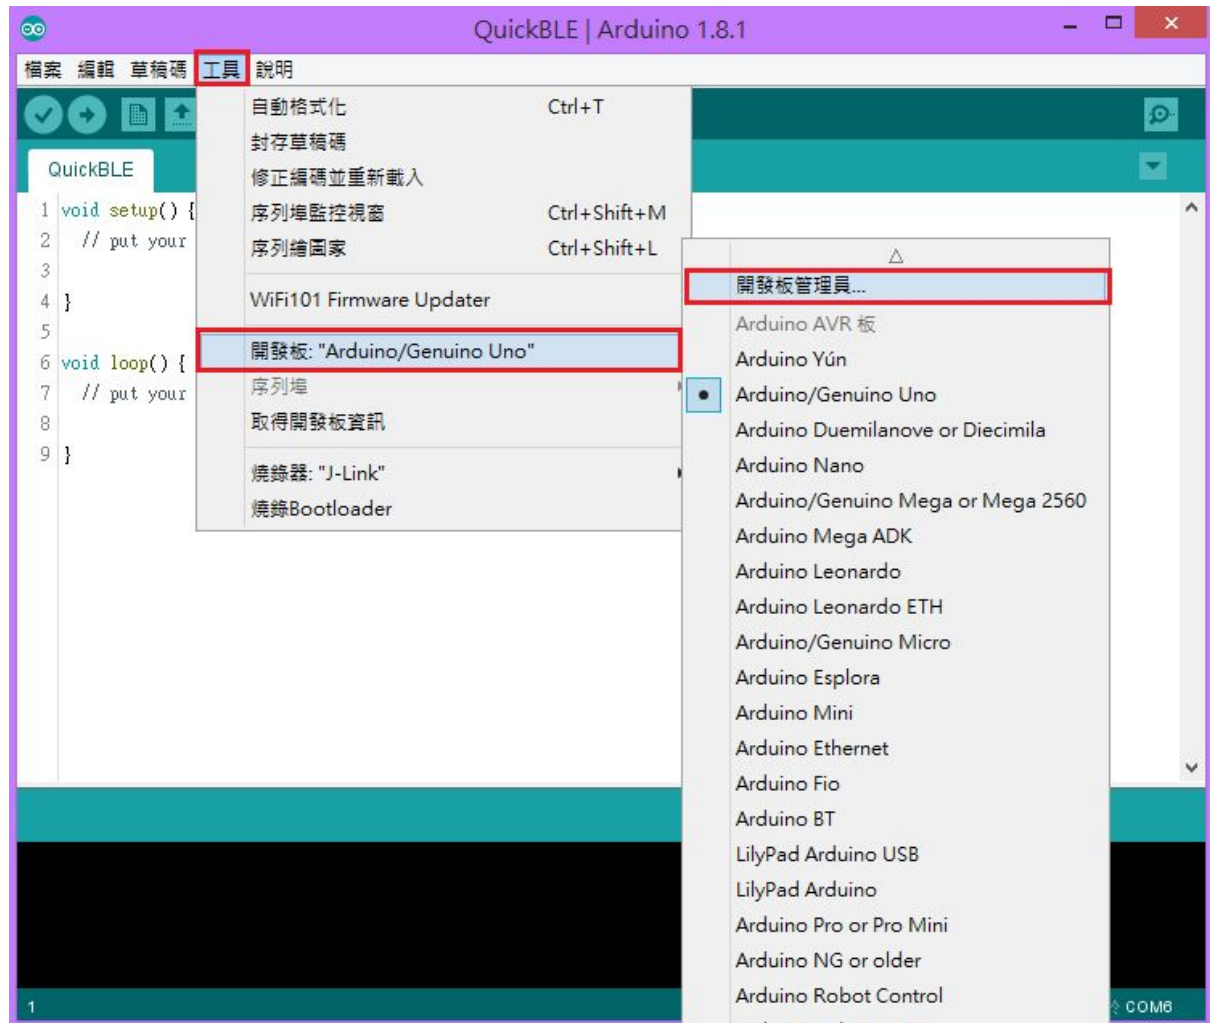 QuickBLE | Arduino 1.8.1
檔案 編輯 草稿碼 工具 說明
自動格式化 Ctrl+T
封存草稿碼
修正編碼並重新載入
序列埠監控視窗 Ctrl+Shift+M
序列繪圖家 Ctrl+Shift+L
WiFi101 Firmware Updater
開發板: "Arduino/Genuino Uno"
序列埠
取得開發板資訊
燒錄器: "J-Link"
燒錄Bootloader
開發板管理員...
Arduino AVR 板
Arduino Yún
Arduino/Genuino Uno
Arduino Duemilanove or Diecimila
Arduino Nano
Arduino/Genuino Mega or Mega 2560
Arduino Mega ADK
Arduino Leonardo
Arduino Leonardo ETH
Arduino/Genuino Micro
Arduino Esplora
Arduino Mini
Arduino Ethernet
Arduino Fio
Arduino BT
LilyPad Arduino USB
LilyPad Arduino
Arduino Pro or Pro Mini
Arduino NG or older
Arduino Robot Control
QuickBLE
1 void setup() {
2 // put your
3
4 }
5
6 void loop() {
7 // put your
8
9 }
1
COM6